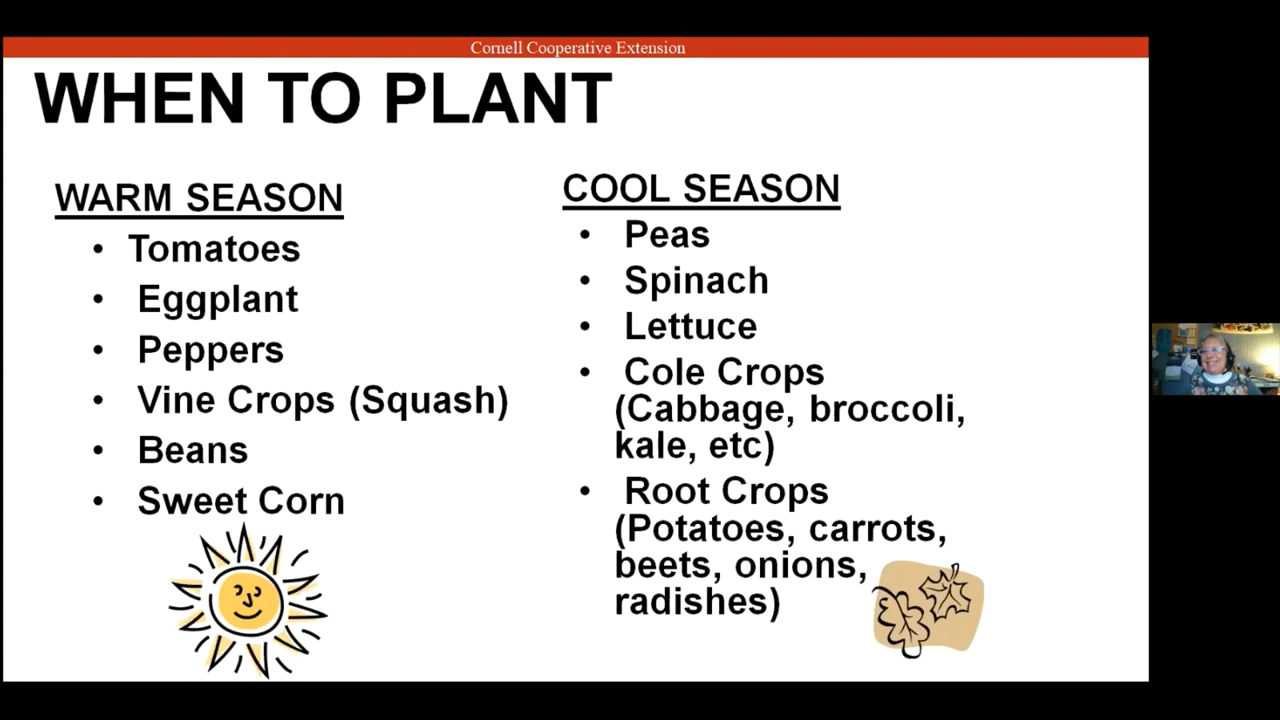 Cornell Cooperative Extension
WHEN TO PLANT
WARM SEASON
• Tomatoes
• Eggplant
• Peppers
• Vine Crops (Squash)
• Beans
• Sweet Corn
COOL SEASON
• Peas
• Spinach
• Lettuce
• Cole Crops
(Cabbage, broccoli,
kale, etc)
• Root Crops
(Potatoes, carrots,
beets, onions,
radishes)